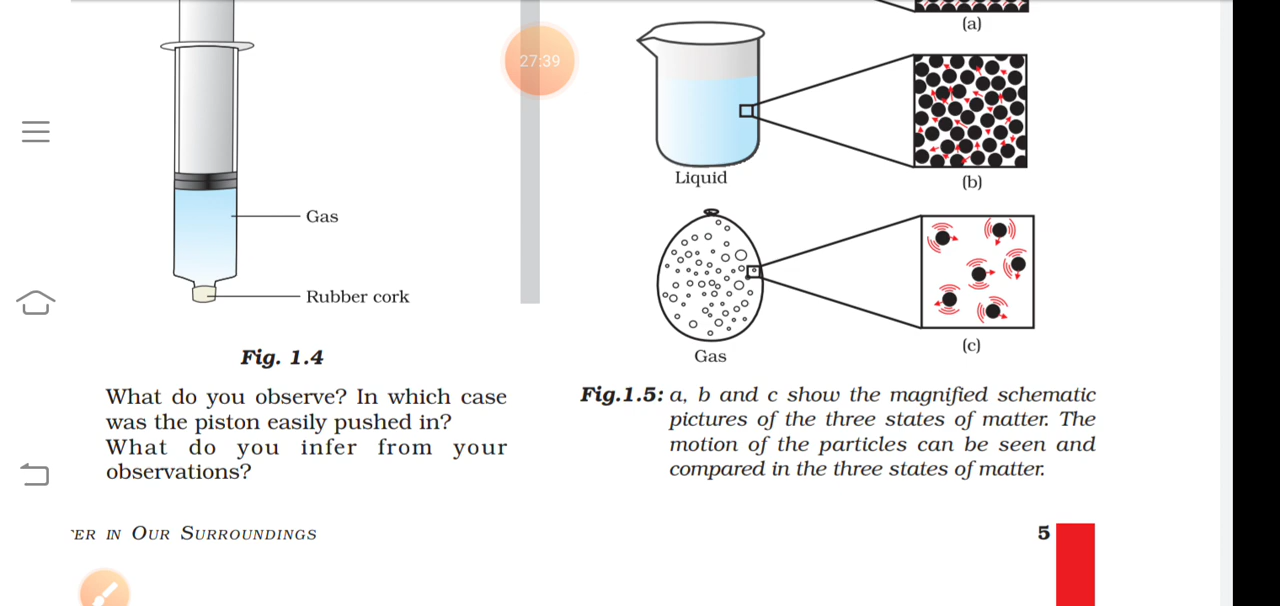 27:39
Gas
Rubber cork
Fig. 1.4
What do you observe? In which case
was the piston easily pushed in?
What do you infer from your
observations?
(a)
Liquid
(b)
Gas
(c)
Fig.1.5: a, b and c show the magnified schematic
pictures of the three states of matter. The
motion of the particles can be seen and
compared in the three states of matter.
ER IN OUR SURROUNDINGS
5